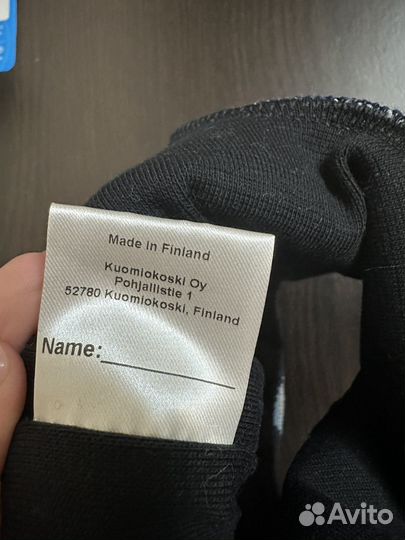 Made in Finland
Kuomiokoski Oy
Pohjallistie 1
52780 Kuomiokoski, Finland
Name:
Avito